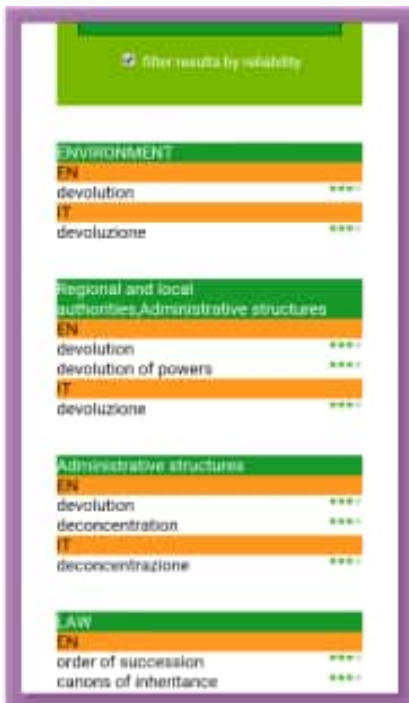 filter results by reliability
ENVIRONMENT
EN
devolution
IT
devoluzione
Regional and local
authorities,Administrative structures
EN
devolution
devolution of powers
IT
devoluzione
Administrative structures
EN
devolution
deconcentration
IT
deconcentrazione
LAW
EN
order of succession
canons of inheritance